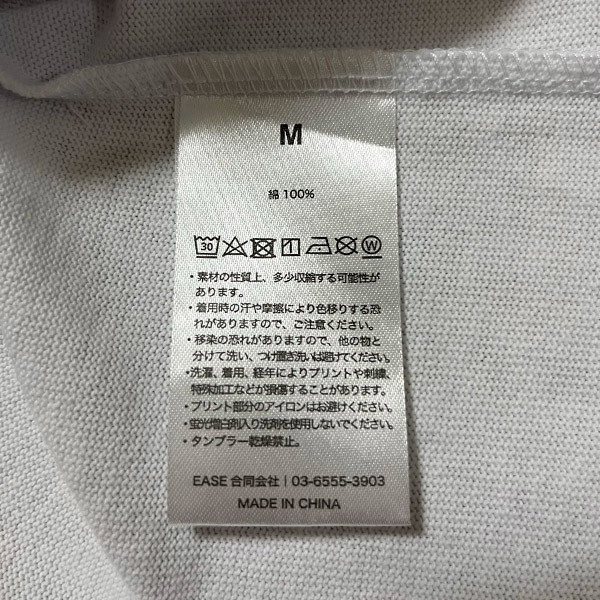 M
綿 100%
30
W
・素材の性質上、多少収縮する可能性が
あります。
・着用時の汗や摩擦により色移りする恐
れがありますので、ご注意ください。
・移染の恐れがありますので、他の物と
分けて洗い、つけ置き洗いは避けてください。
・洗濯、着用、経年によりプリントや刺繍、
特殊加工などが損傷することがあります。
・プリント部分のアイロンはお避けください。
・蛍光増白剤入り洗剤を使用しないでください。
・タンブラー乾燥禁止。
EASE 合同会社 | 03-6555-3903
MADE IN CHINA